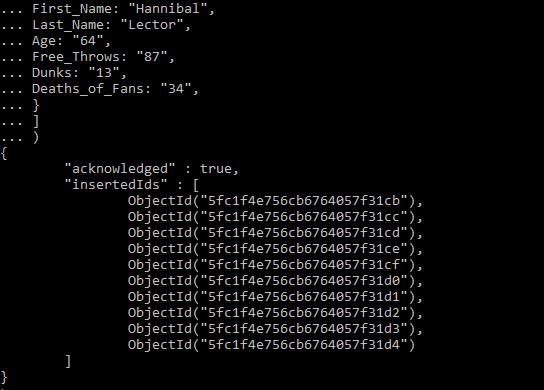 ... First_Name: "Hannibal",
... Last_Name: "Lector",
... Age: "64",
... Free_Throws: "87",
... Dunks: "13",
... Deaths_of_Fans: "34",
... }
... ]
... )
{
        "acknowledged" : true,
        "insertedIds" : [
                ObjectId("5fc1f4e756cb6764057f31cb"),
                ObjectId("5fc1f4e756cb6764057f31cc"),
                ObjectId("5fc1f4e756cb6764057f31cd"),
                ObjectId("5fc1f4e756cb6764057f31ce"),
                ObjectId("5fc1f4e756cb6764057f31cf"),
                ObjectId("5fc1f4e756cb6764057f31d0"),
                ObjectId("5fc1f4e756cb6764057f31d1"),
                ObjectId("5fc1f4e756cb6764057f31d2"),
                ObjectId("5fc1f4e756cb6764057f31d3"),
                ObjectId("5fc1f4e756cb6764057f31d4")
        ]
}